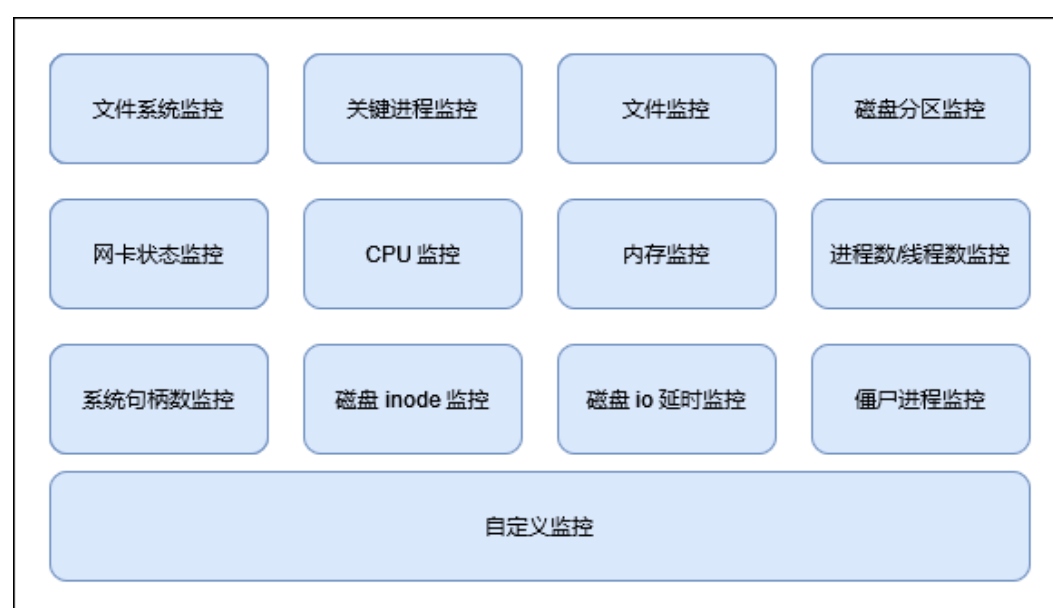 文件系统监控
关键进程监控
文件监控
磁盘分区监控
网卡状态监控
CPU 监控
内存监控
进程数/线程数监控
系统句柄数监控
磁盘 inode 监控
磁盘 io 延时监控
僵尸进程监控
自定义监控